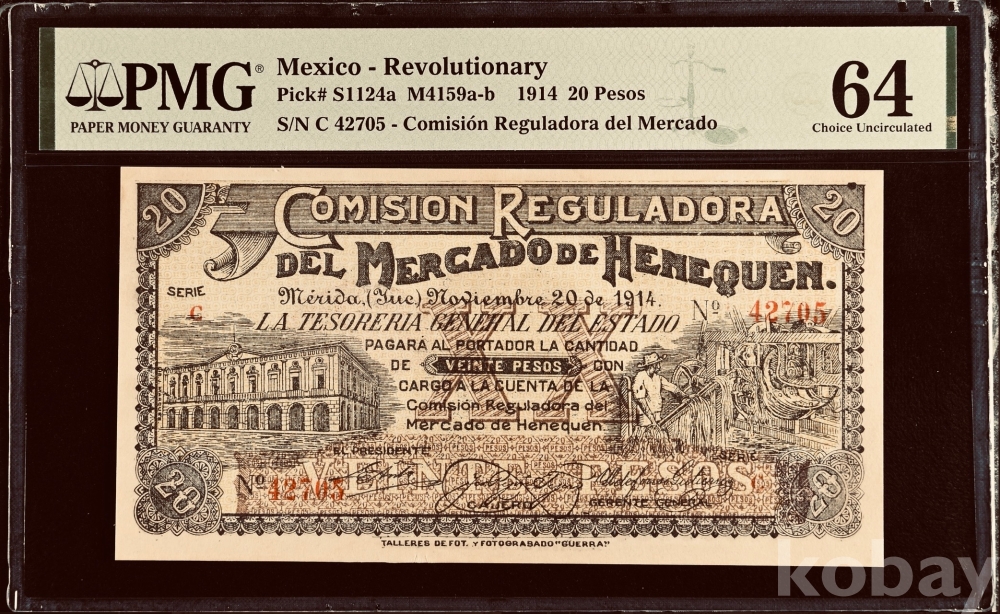 PMG®
PAPER MONEY GUARANTY
Mexico - Revolutionary
Pick# S1124a M4159a-b 1914 20 Pesos
S/N C 42705 - Comisión Reguladora del Mercado
64
Choice Uncirculated
20 20
COMISION REGULADORA
DEL MERCADO DE HENEQUEN.
SERIE
C
Mérida, (Yuc.) Noviembre 20 de 1914.
Nº 42705
LA TESORERIA GENERAL DEL ESTADO
PAGARÁ AL PORTADOR LA CANTIDAD
DE VEINTE PESOS CON
CARGO A LA CUENTA DE LA
Comisión Reguladora del
Mercado de Henequén.
XX
EL PRESIDENTE
SERIE
C
VEINTE PESOS
20 20
Nº 42705
CAJERO
GERENTE GENERAL
TALLERES DE FOT. Y FOTOGRABADO "GUERRA."
kobay